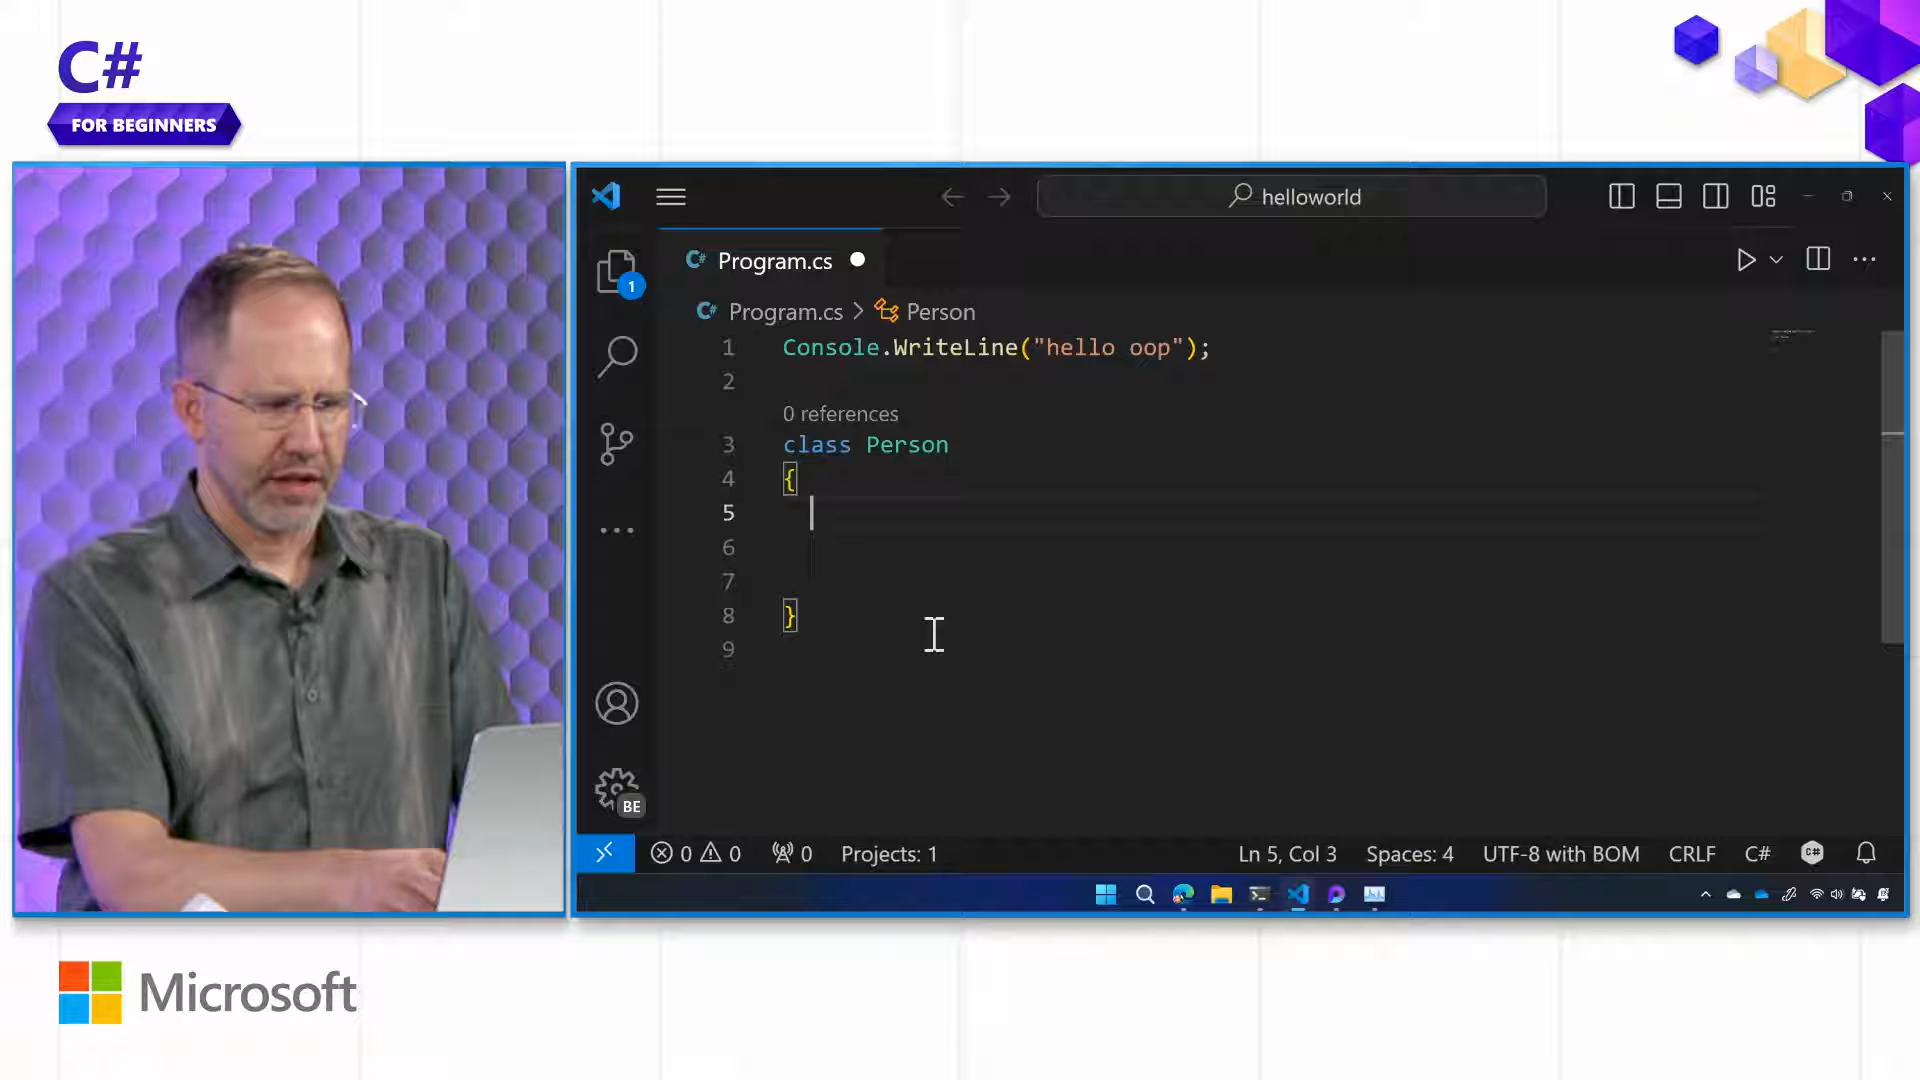 C#
FOR BEGINNERS
helloworld
C# Program.cs
C# Program.cs > Person
1 Console.WriteLine("hello oop");
2
0 references
3 class Person
4 {
5
6
7
8 }
9
1
BE
0 0 0 Projects: 1 Ln 5, Col 3 Spaces: 4 UTF-8 with BOM CRLF C# C#
Microsoft